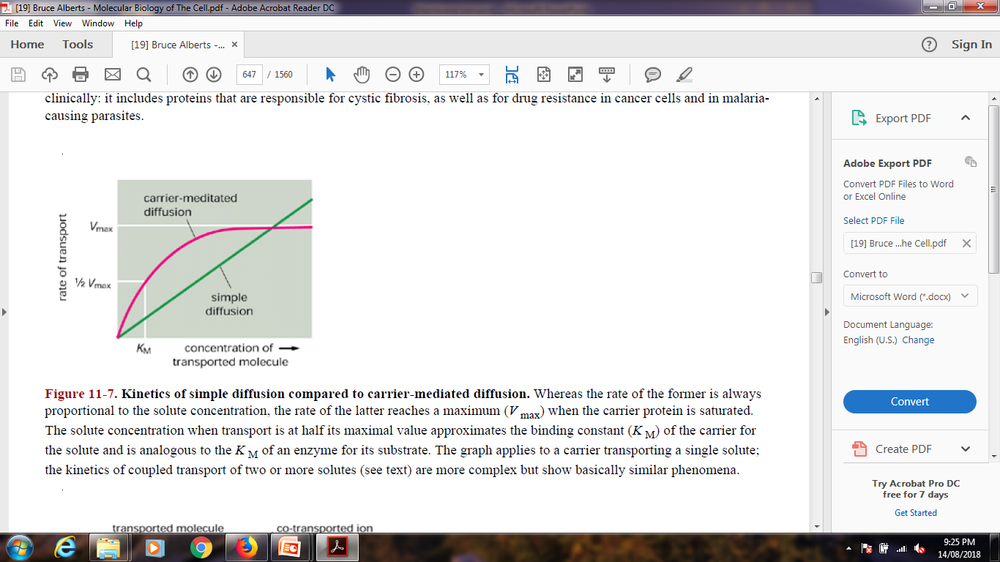 [19] Bruce Alberts - Molecular Biology of The Cell.pdf - Adobe Acrobat Reader DC
File Edit View Window Help
Home Tools [19] Bruce Alberts -... × ? Sign In
647 / 1560 117%
clinically: it includes proteins that are responsible for cystic fibrosis, as well as for drug resistance in cancer cells and in malaria-
causing parasites.
carrier-meditated
diffusion
Vmax
rate of transport
½ Vmax
simple
diffusion
KM
concentration of
transported molecule
Figure 11-7. Kinetics of simple diffusion compared to carrier-mediated diffusion. Whereas the rate of the former is always
proportional to the solute concentration, the rate of the latter reaches a maximum (V max) when the carrier protein is saturated.
The solute concentration when transport is at half its maximal value approximates the binding constant (K M) of the carrier for
the solute and is analogous to the K M of an enzyme for its substrate. The graph applies to a carrier transporting a single solute;
the kinetics of coupled transport of two or more solutes (see text) are more complex but show basically similar phenomena.
transported molecule co-transported ion
Export PDF
Adobe Export PDF
Convert PDF Files to Word
or Excel Online
Select PDF File
[19] Bruce ...he Cell.pdf
Convert to
Microsoft Word (*.docx)
Document Language:
English (U.S.) Change
Convert
Create PDF
Try Acrobat Pro DC
free for 7 days
Get Started
9:25 PM
14/08/2018